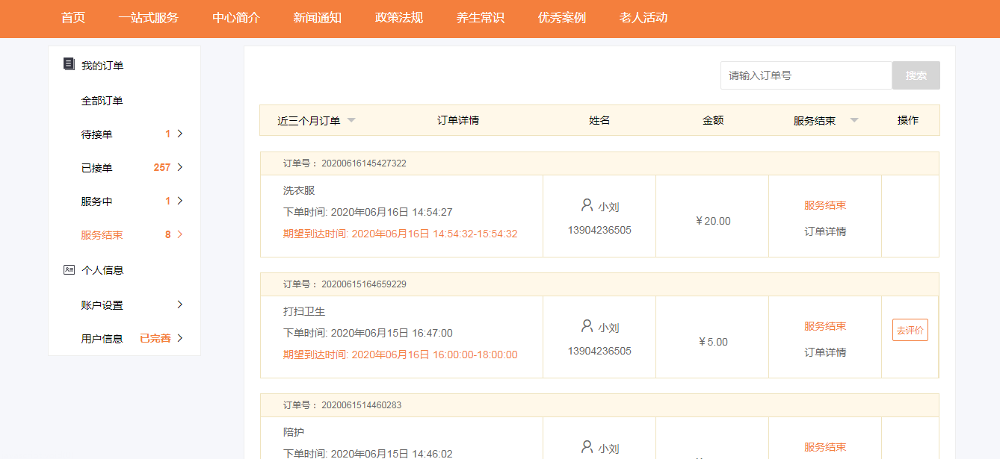 首页 一站式服务 中心简介 新闻通知 政策法规 养生常识 优秀案例 老人活动
我的订单
全部订单
待接单 1
已接单 257
服务中 1
服务结束 8
个人信息
账户设置
用户信息 已完善
请输入订单号 搜索
近三个月订单 订单详情 姓名 金额 服务结束 操作
订单号： 20200616145427322
洗衣服
下单时间: 2020年06月16日 14:54:27
期望到达时间: 2020年06月16日 14:54:32-15:54:32
小刘
13904236505
￥20.00
服务结束
订单详情
订单号： 20200615164659229
打扫卫生
下单时间: 2020年06月15日 16:47:00
期望到达时间: 2020年06月16日 16:00:00-18:00:00
小刘
13904236505
￥5.00
服务结束
订单详情
去评价
订单号： 2020061514460283
陪护
下单时间: 2020年06月15日 14:46:02
小刘
服务结束